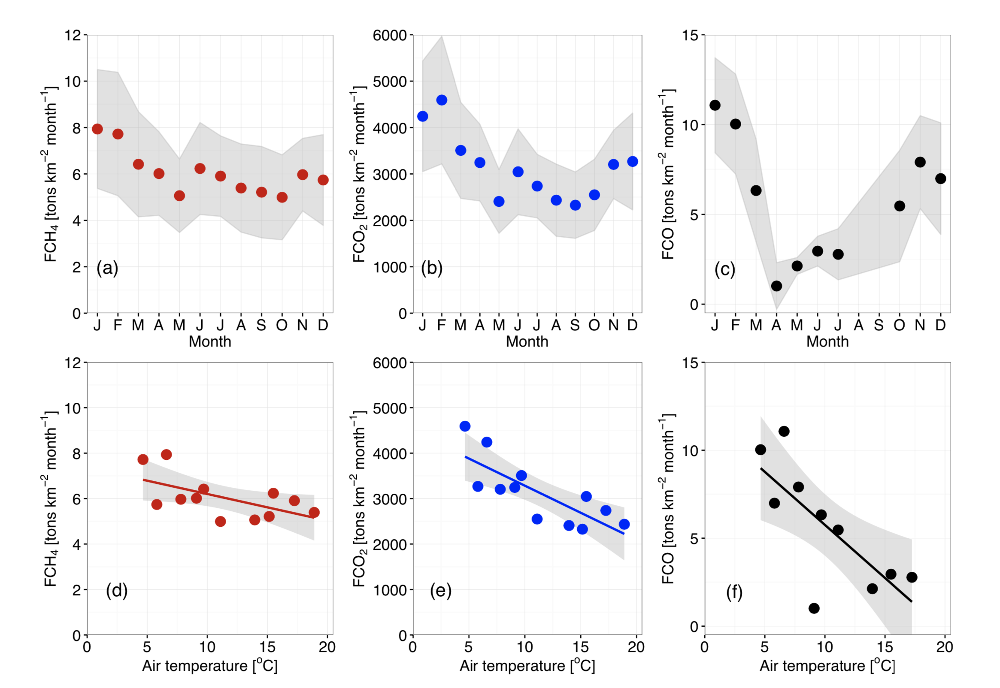 FCH₄ [tons km⁻² month⁻¹]
12
10
8
6
4
2
0
(a)
J F M A M J J A S O N D
Month
FCO₂ [tons km⁻² month⁻¹]
6000
5000
4000
3000
2000
1000
0
(b)
J F M A M J J A S O N D
Month
FCO [tons km⁻² month⁻¹]
15
10
5
0
(c)
J F M A M J J A S O N D
Month
FCH₄ [tons km⁻² month⁻¹]
12
10
8
6
4
2
0
(d)
0 5 10 15 20
Air temperature [°C]
FCO₂ [tons km⁻² month⁻¹]
6000
5000
4000
3000
2000
1000
0
(e)
0 5 10 15 20
Air temperature [°C]
FCO [tons km⁻² month⁻¹]
15
10
5
0
(f)
0 5 10 15 20
Air temperature [°C]